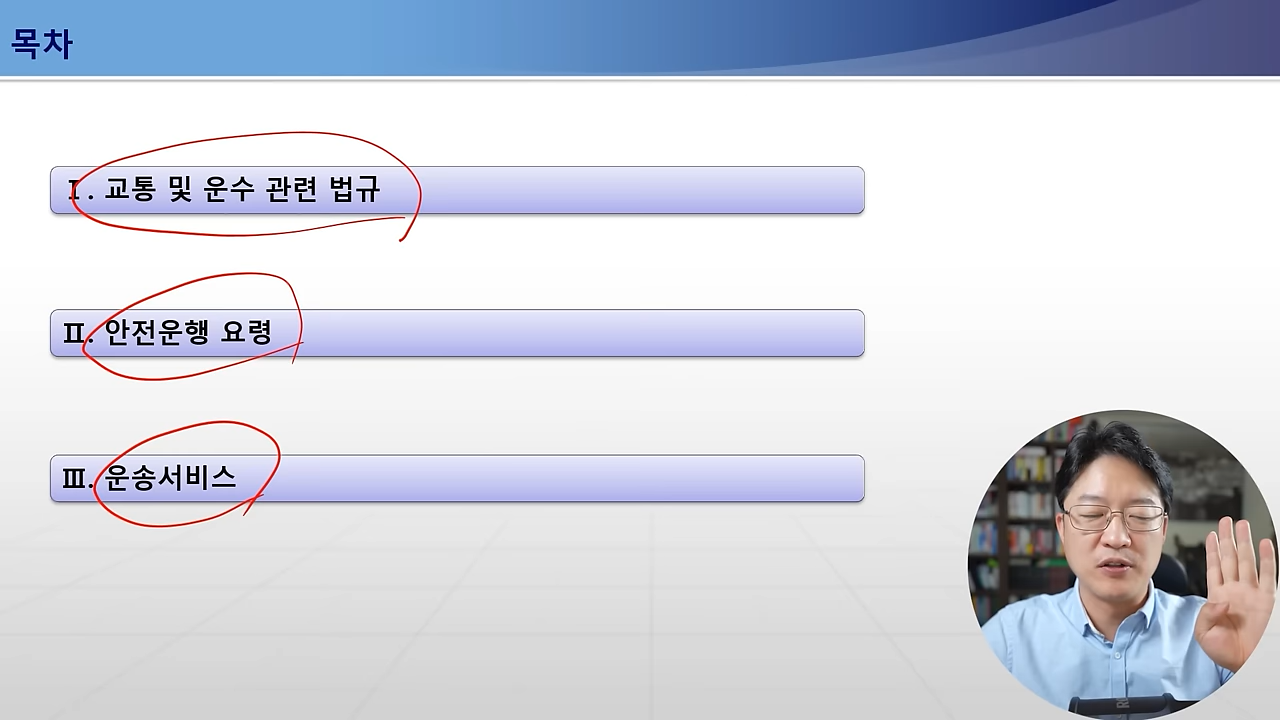 목차
Ⅰ. 교통 및 운수 관련 법규
Ⅱ. 안전운행 요령
Ⅲ. 운송서비스